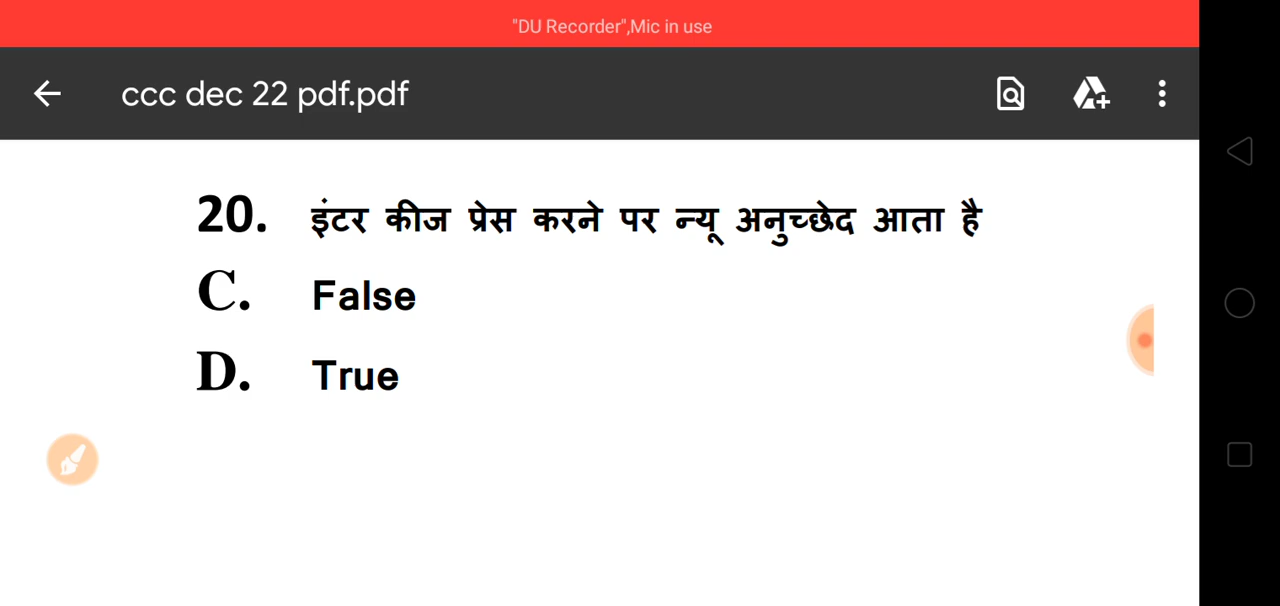 "DU Recorder",Mic in use
ccc dec 22 pdf.pdf
20. इंटर कीज प्रेस करने पर न्यू अनुच्छेद आता है
C. False
D. True